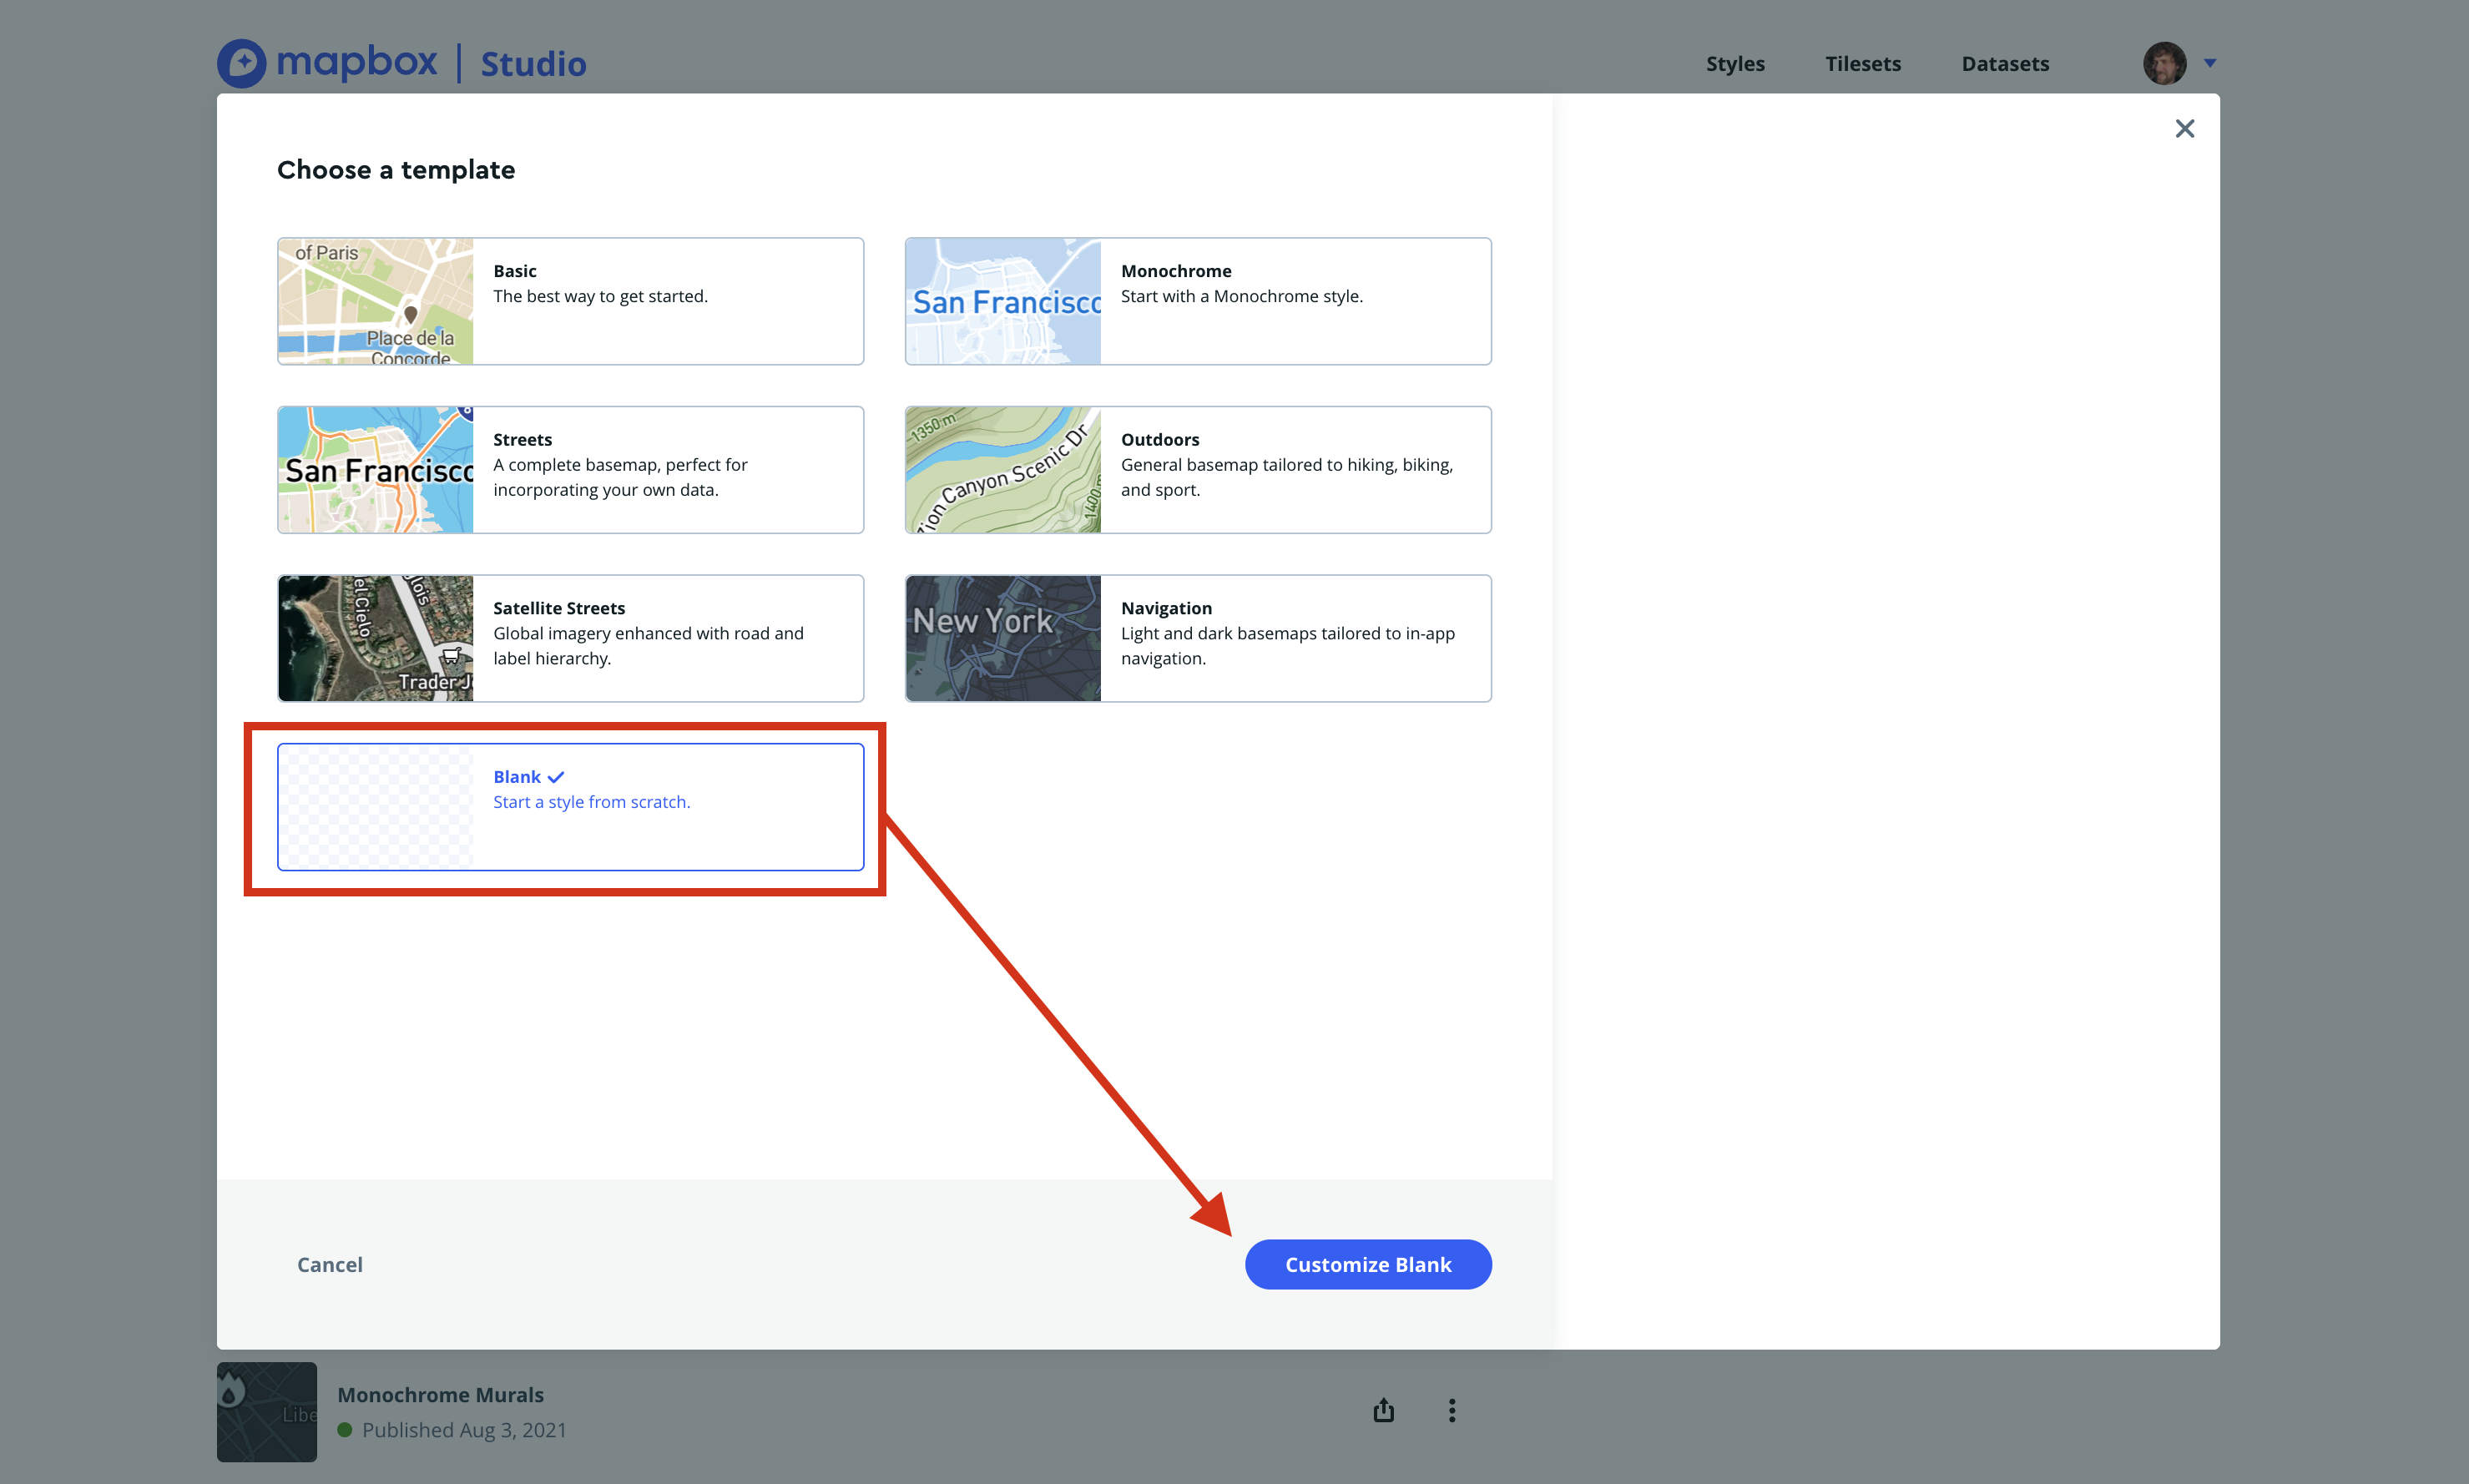 mapbox | Studio
Styles
Tilesets
Datasets
Choose a template
of Paris
Place de la
Concorde
Basic
The best way to get started.
San Francisco
Monochrome
Start with a Monochrome style.
San Francisco
Streets
A complete basemap, perfect for
incorporating your own data.
1350 m
Zion Canyon Scenic Dr
1400 m
Outdoors
General basemap tailored to hiking, biking,
and sport.
el Cielo
lois
Trader J
Satellite Streets
Global imagery enhanced with road and
label hierarchy.
New York
Navigation
Light and dark basemaps tailored to in-app
navigation.
Blank
Start a style from scratch.
Cancel
Customize Blank
Libe
Monochrome Murals
Published Aug 3, 2021